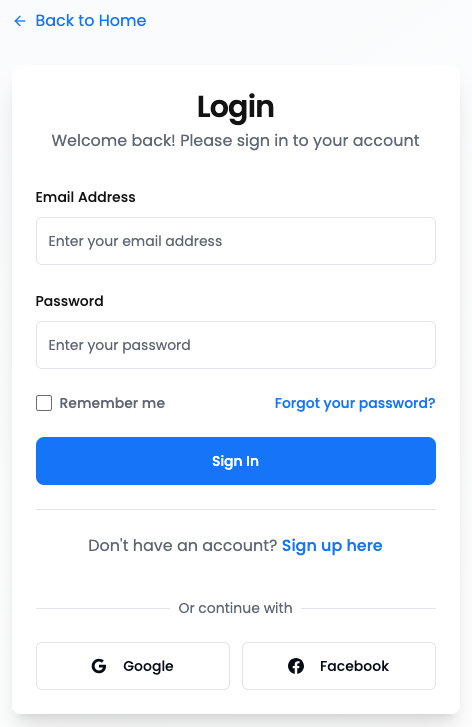 Back to Home
Login
Welcome back! Please sign in to your account
Email Address
Enter your email address
Password
Enter your password
Remember me
Forgot your password?
Sign In
Don't have an account? Sign up here
Or continue with
Google
Facebook